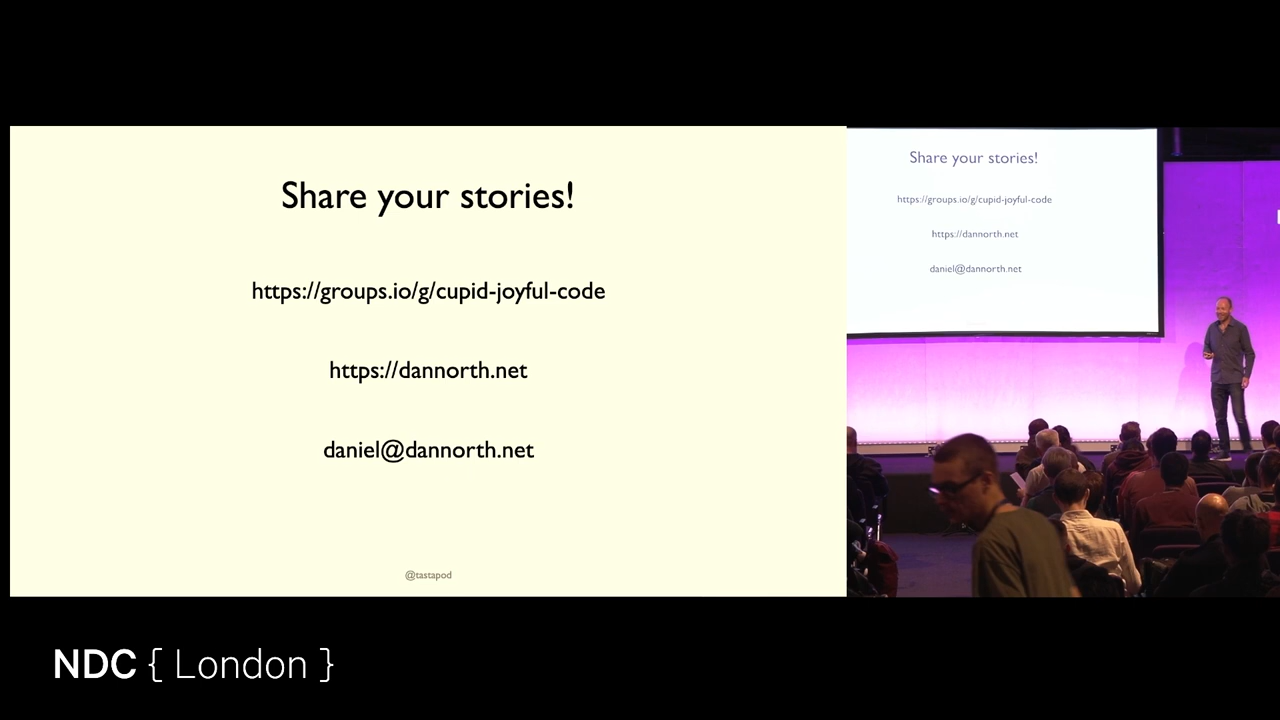 Share your stories!
https://groups.io/g/cupid-joyful-code
https://dannorth.net
daniel@dannorth.net
@tastapod
Share your stories!
https://groups.io/g/cupid-joyful-code
https://dannorth.net
daniel@dannorth.net
NDC { London }